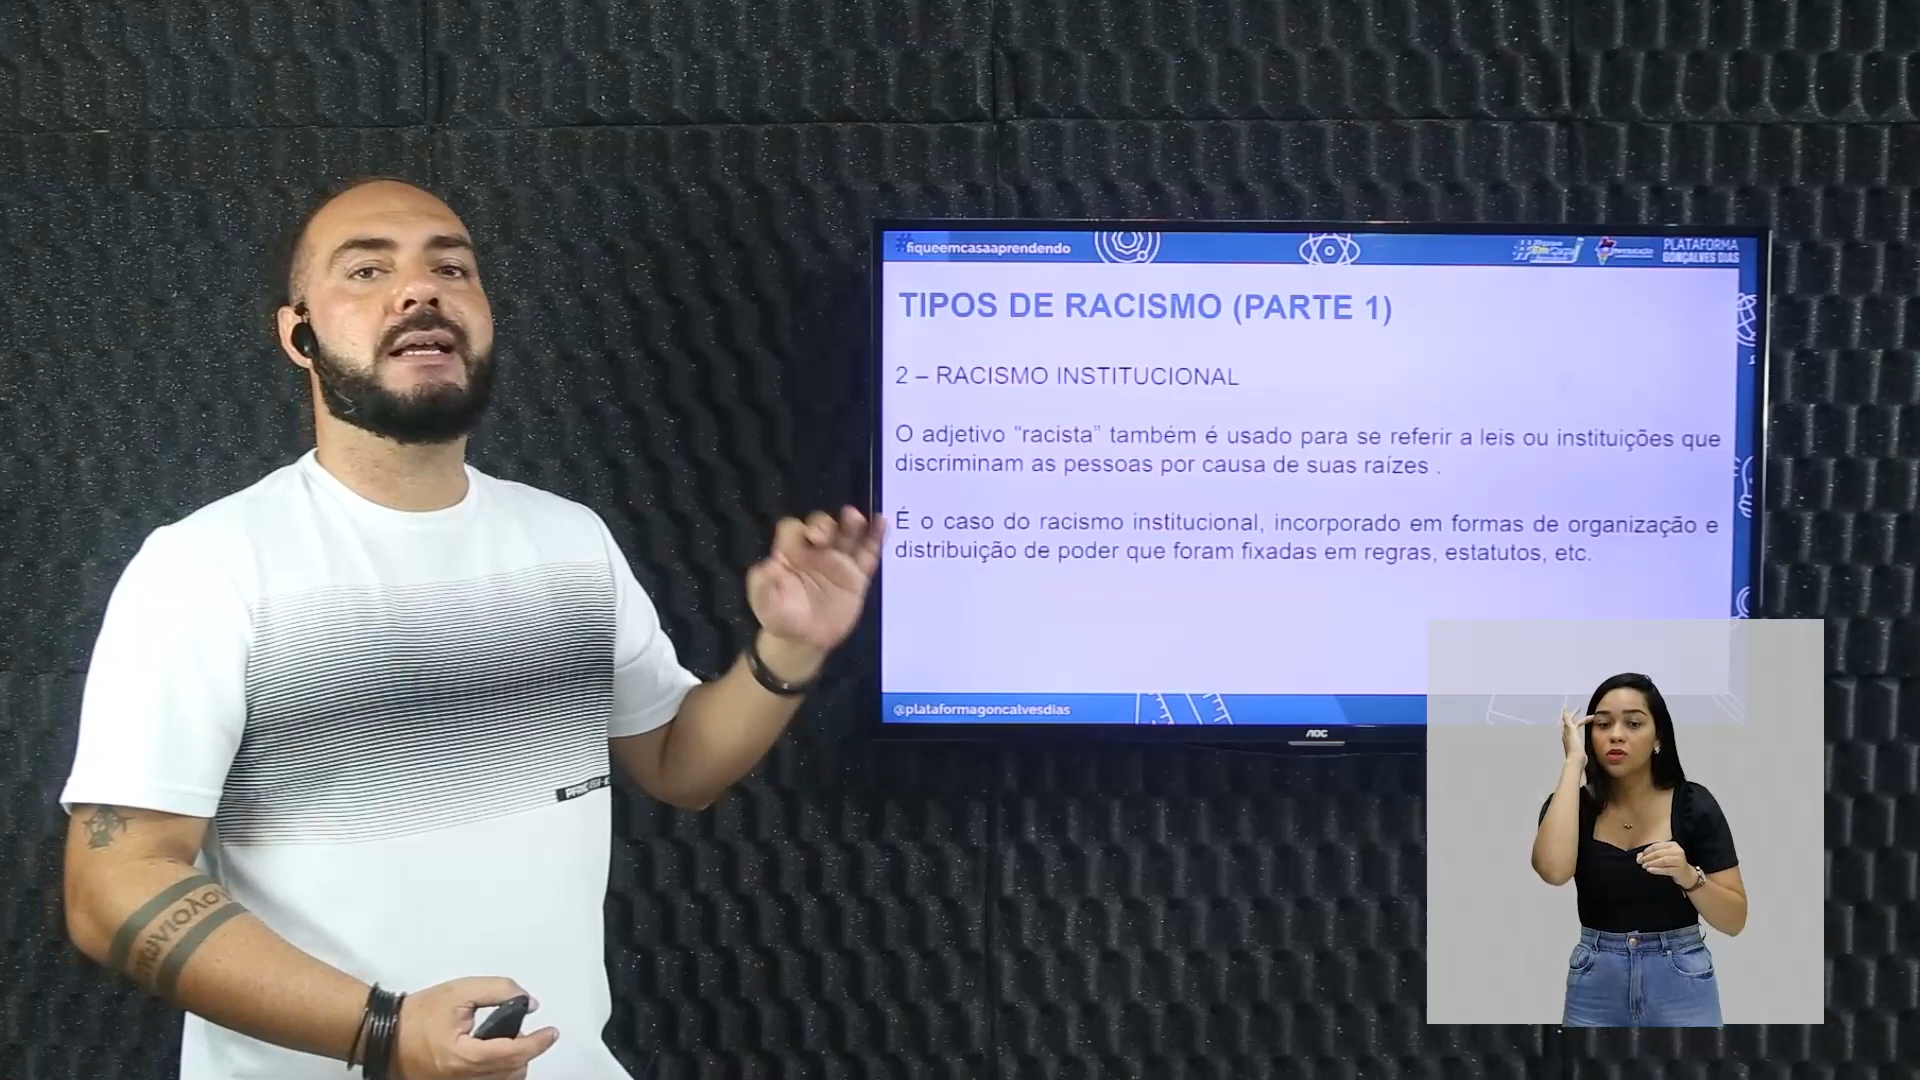 #fiqueemcasaaprendendo
PLATAFORMA
GONÇALVES DIAS
TIPOS DE RACISMO (PARTE 1)
2 – RACISMO INSTITUCIONAL
O adjetivo “racista” também é usado para se referir a leis ou instituições que
discriminam as pessoas por causa de suas raízes .
É o caso do racismo institucional, incorporado em formas de organização e
distribuição de poder que foram fixadas em regras, estatutos, etc.
@plataformagoncalvesdias
AOC